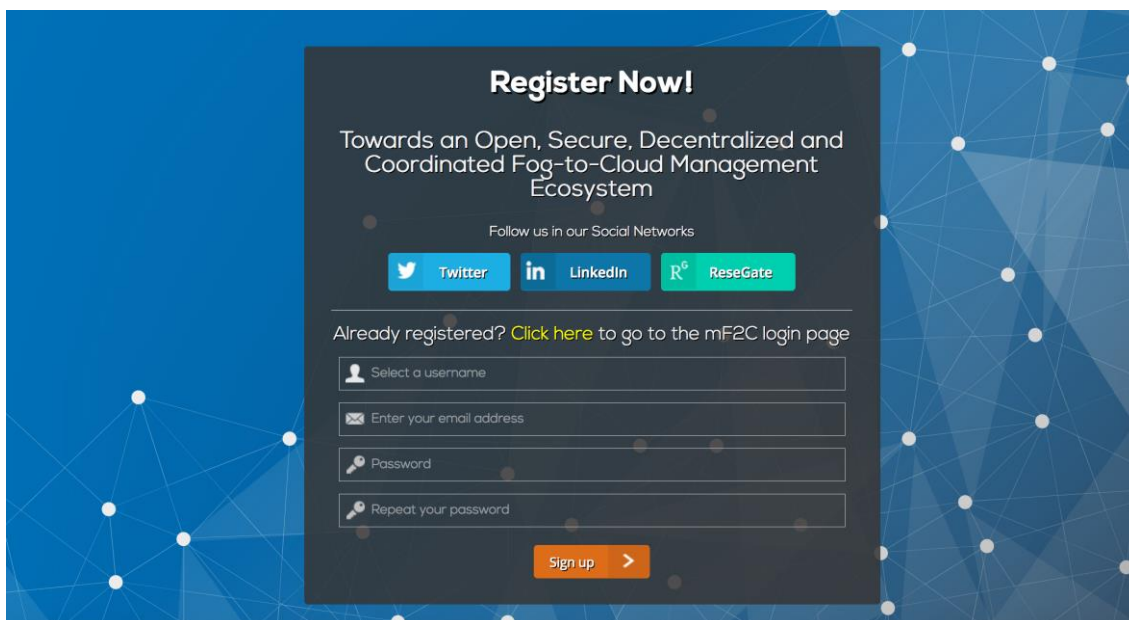 Register Now!
Towards an Open, Secure, Decentralized and
Coordinated Fog-to-Cloud Management
Ecosystem
Follow us in our Social Networks
Twitter
in LinkedIn
R^G ReseGate
Already registered? Click here to go to the mF2C login page
Select a username
Enter your email address
Password
Repeat your password
Sign up >